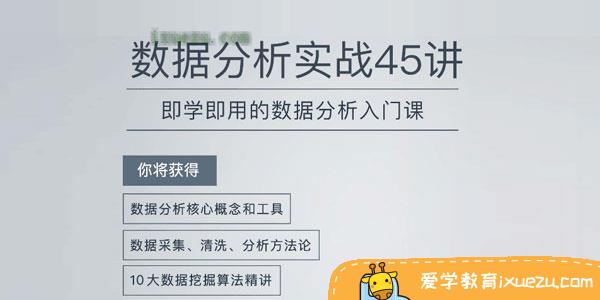 ixuezu.com
数据分析实战45讲
即学即用的数据分析入门课
你将获得
数据分析核心概念和工具
数据采集、清洗、分析方法论
10大数据挖掘算法精讲
爱学教育ixuezu.com